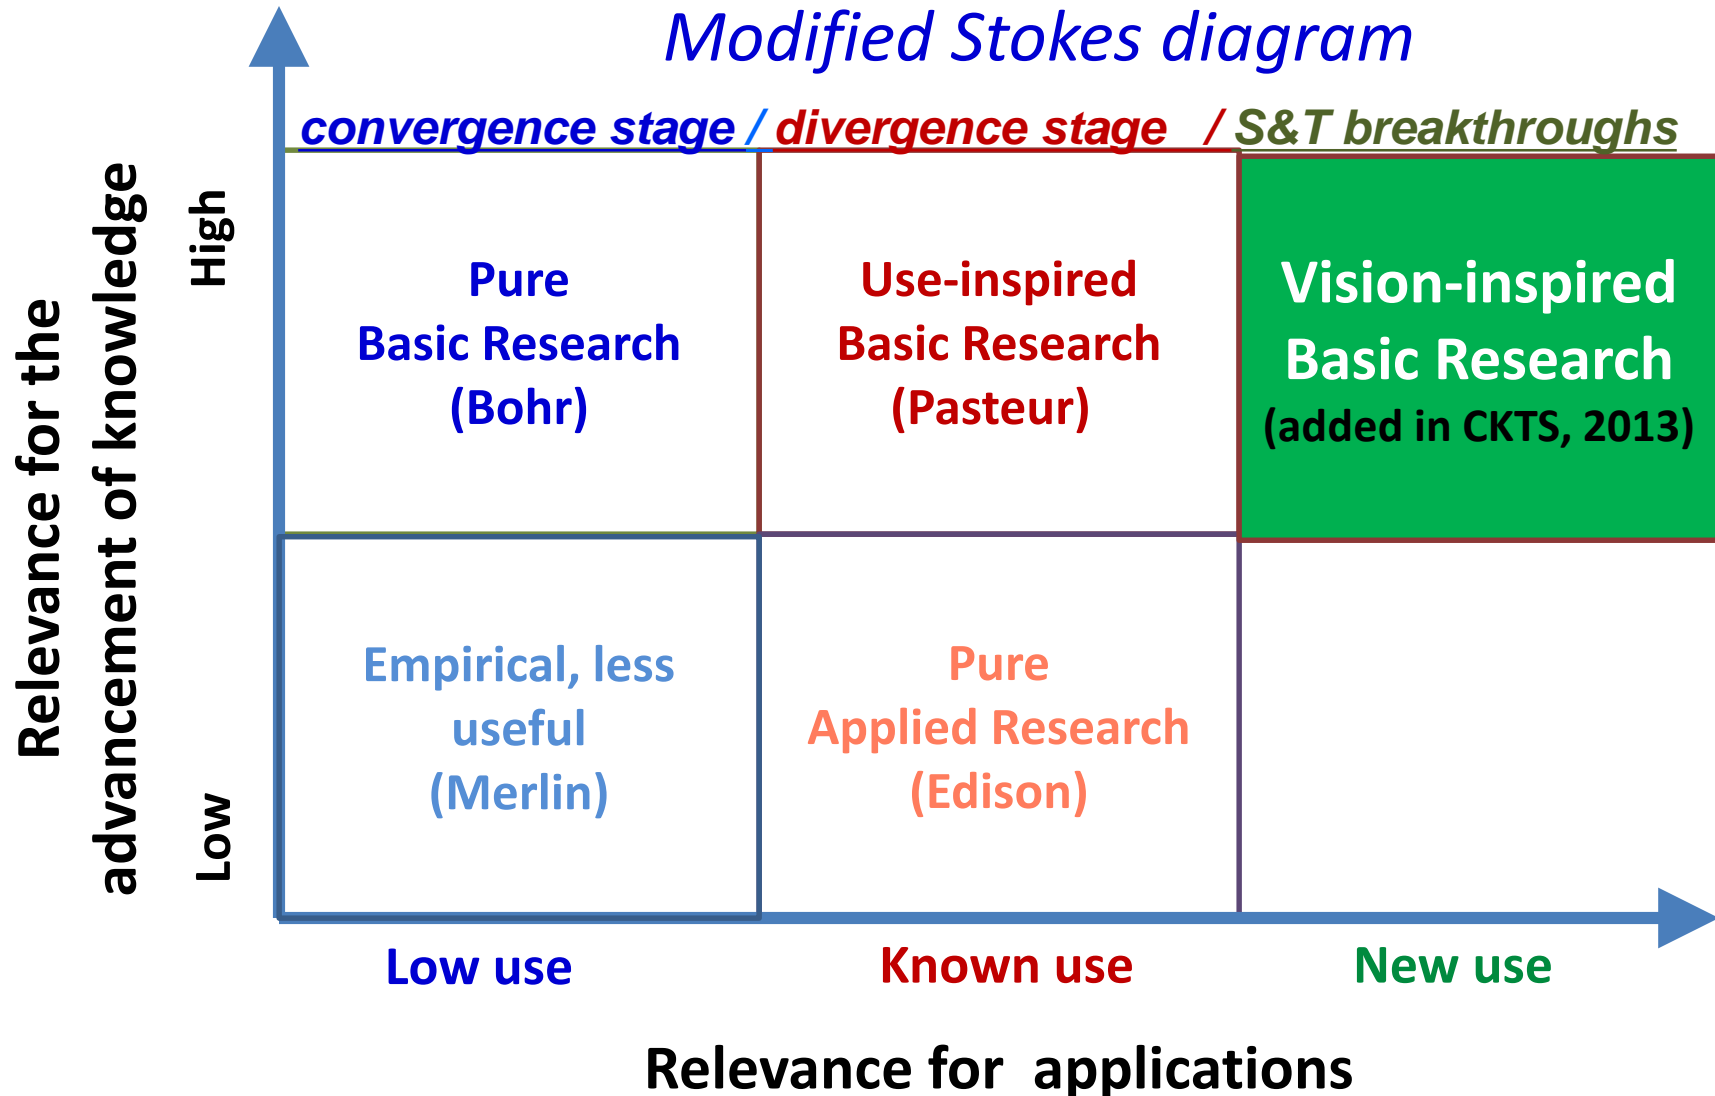 Modified Stokes diagram
convergence stage / divergence stage / S&T breakthroughs
Relevance for the
advancement of knowledge
High
Low
Pure
Basic Research
(Bohr)
Use-inspired
Basic Research
(Pasteur)
Vision-inspired
Basic Research
(added in CKTS, 2013)
Empirical, less
useful
(Merlin)
Pure
Applied Research
(Edison)
Low use
Known use
New use
Relevance for applications